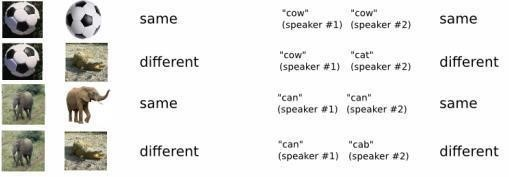 same "cow" "cow" same
(speaker #1) (speaker #2)
different "cow" "cat" different
(speaker #1) (speaker #2)
same "can" "can" same
(speaker #1) (speaker #2)
different "can" "cab" different
(speaker #1) (speaker #2)